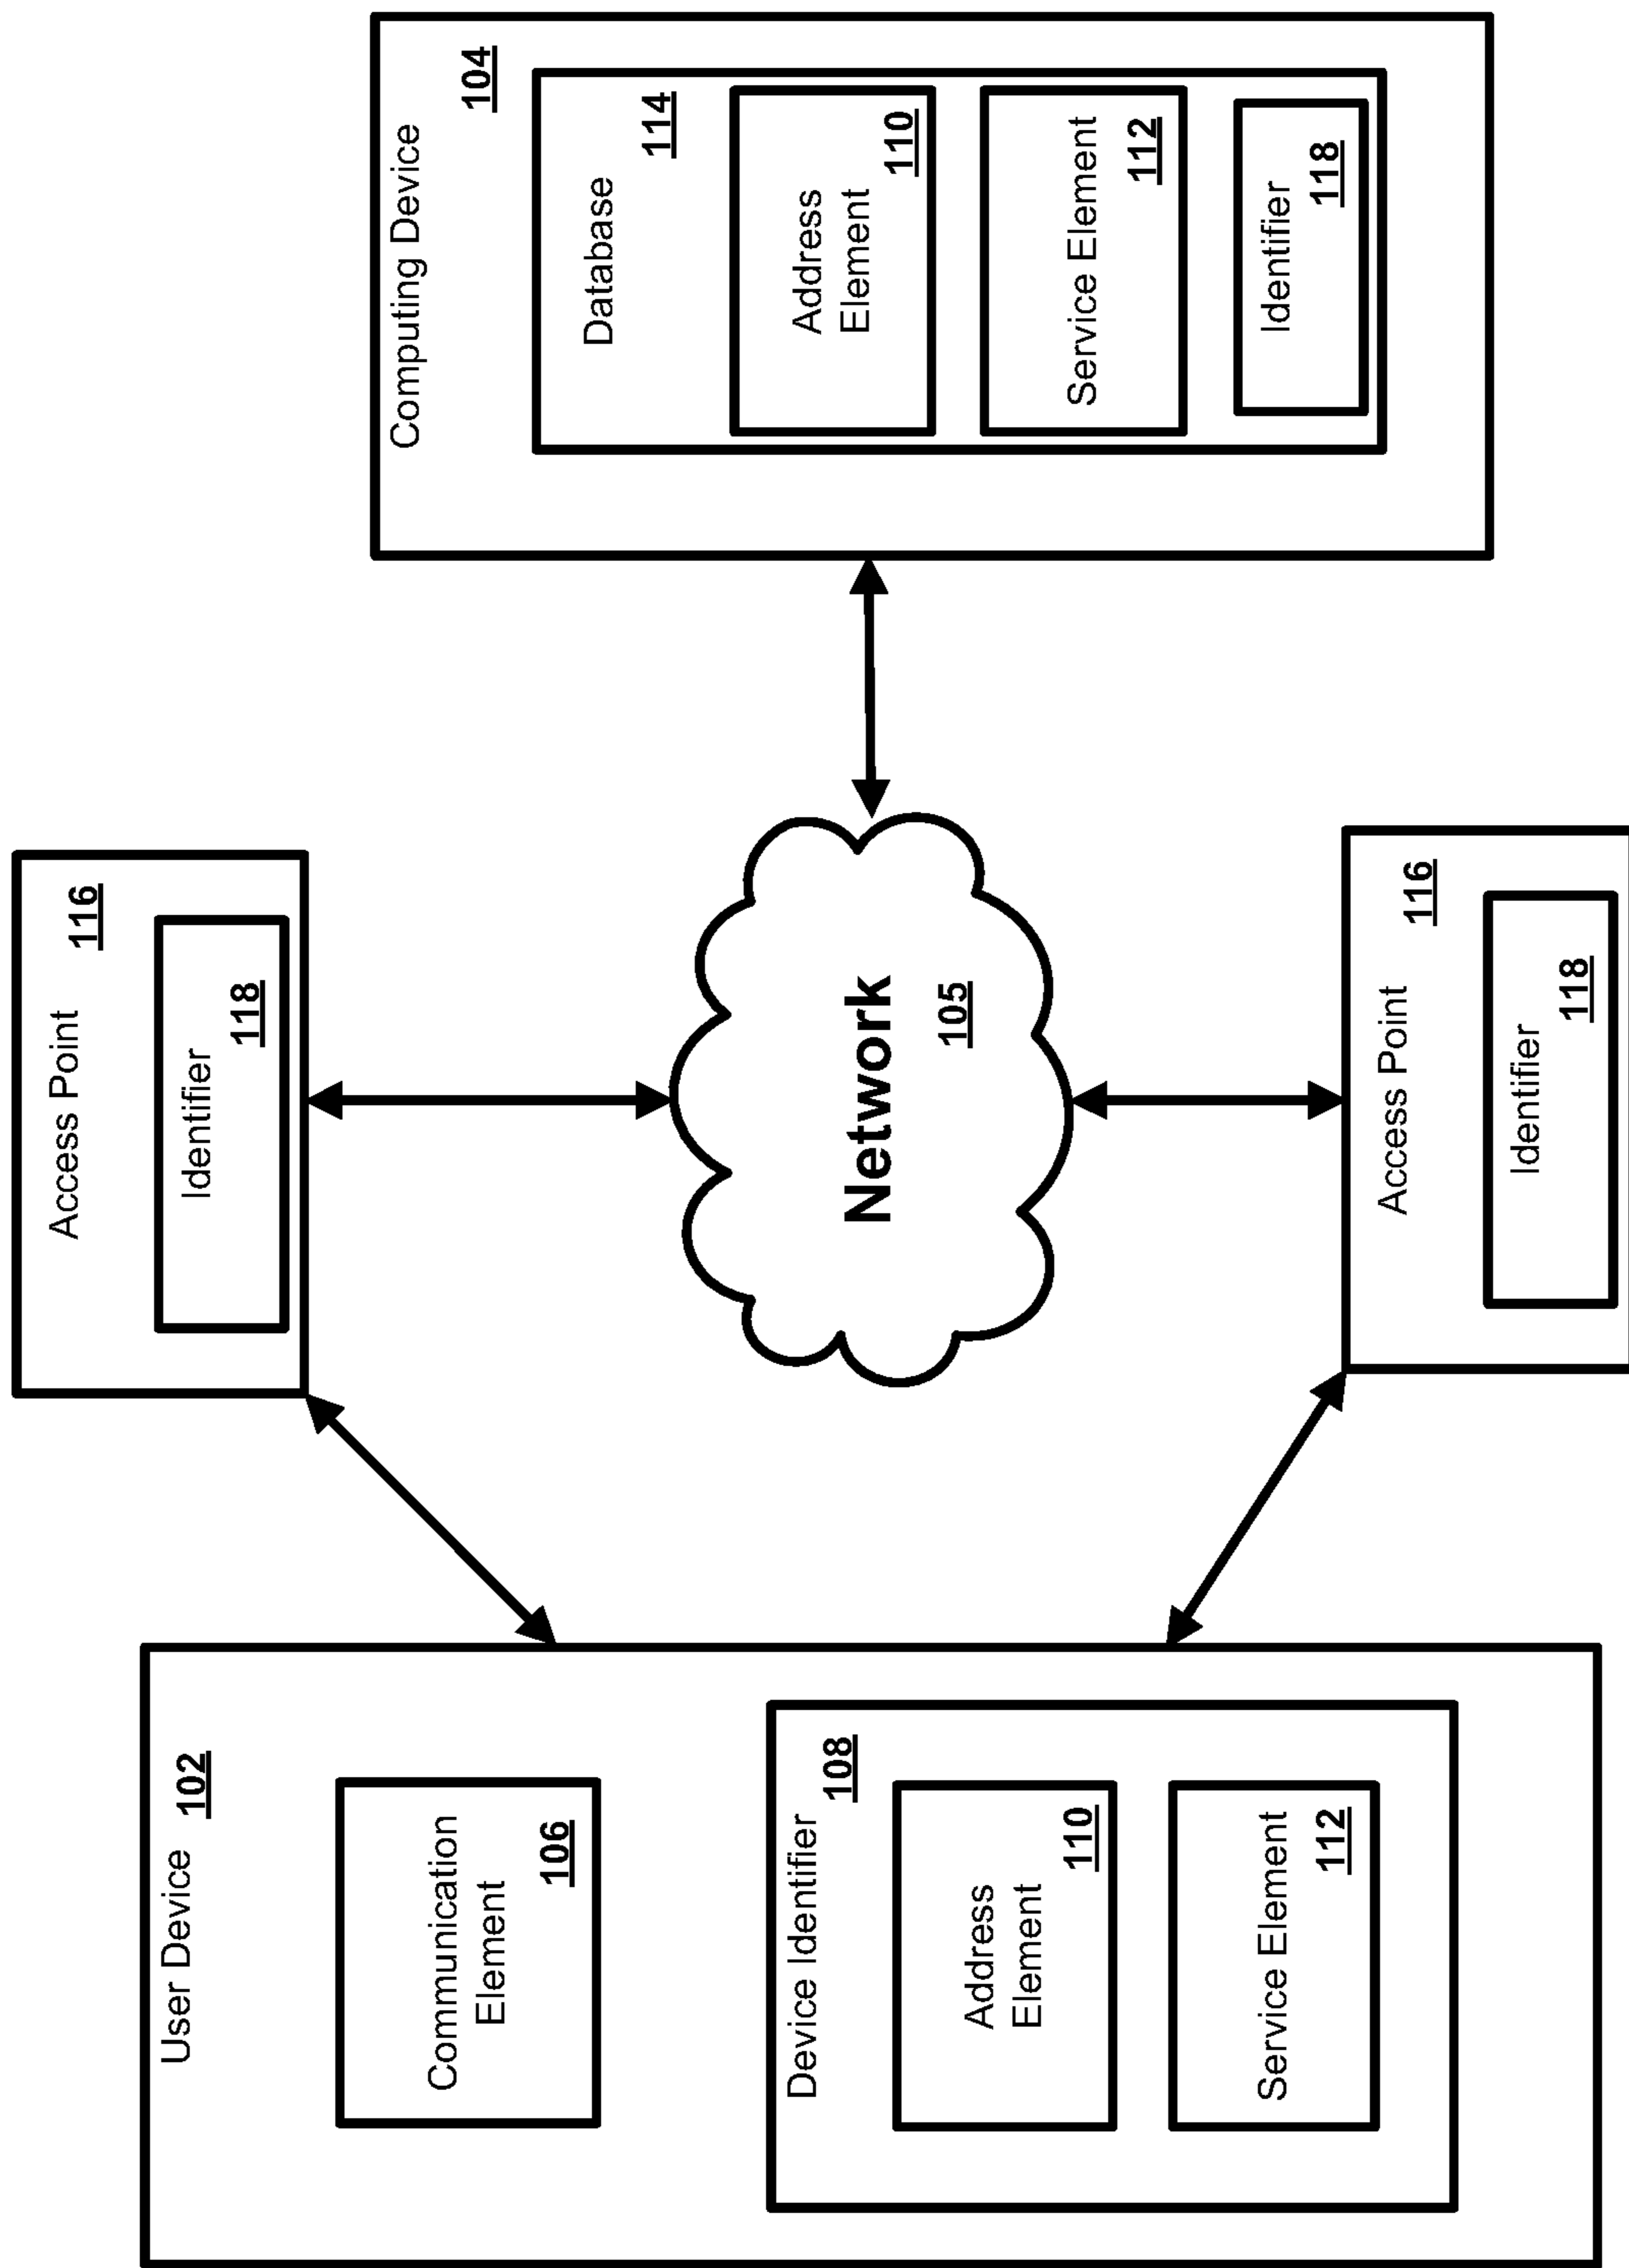 User Device
102
Communication
Element
106
Device Identifier
108
Address
Element
110
Service Element
112
Access Point
116
Identifier
118
Network
105
Access Point
116
Identifier
118
Computing Device
104
Database
114
Address
Element
110
Service Element
112
Identifier
118